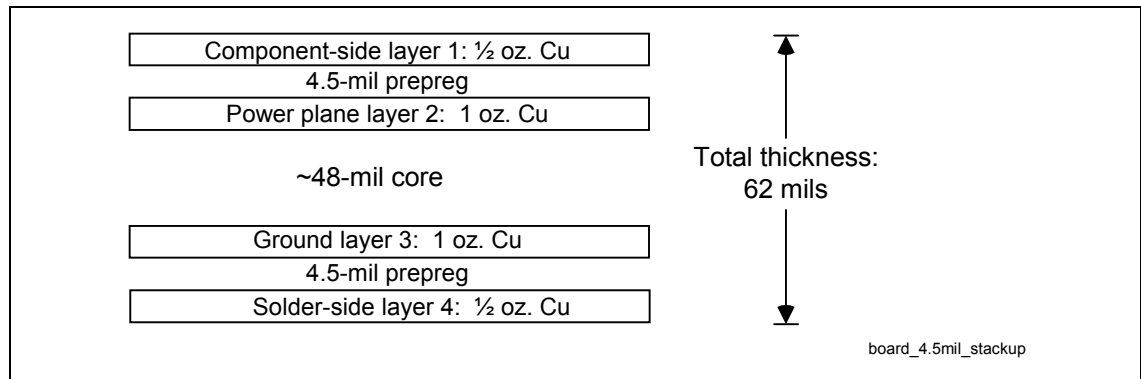 Component-side layer 1: ½ oz. Cu
4.5-mil prepreg
Power plane layer 2:  1 oz. Cu
~48-mil core
Ground layer 3:  1 oz. Cu
4.5-mil prepreg
Solder-side layer 4:  ½ oz. Cu
Total thickness:
62 mils
board_4.5mil_stackup